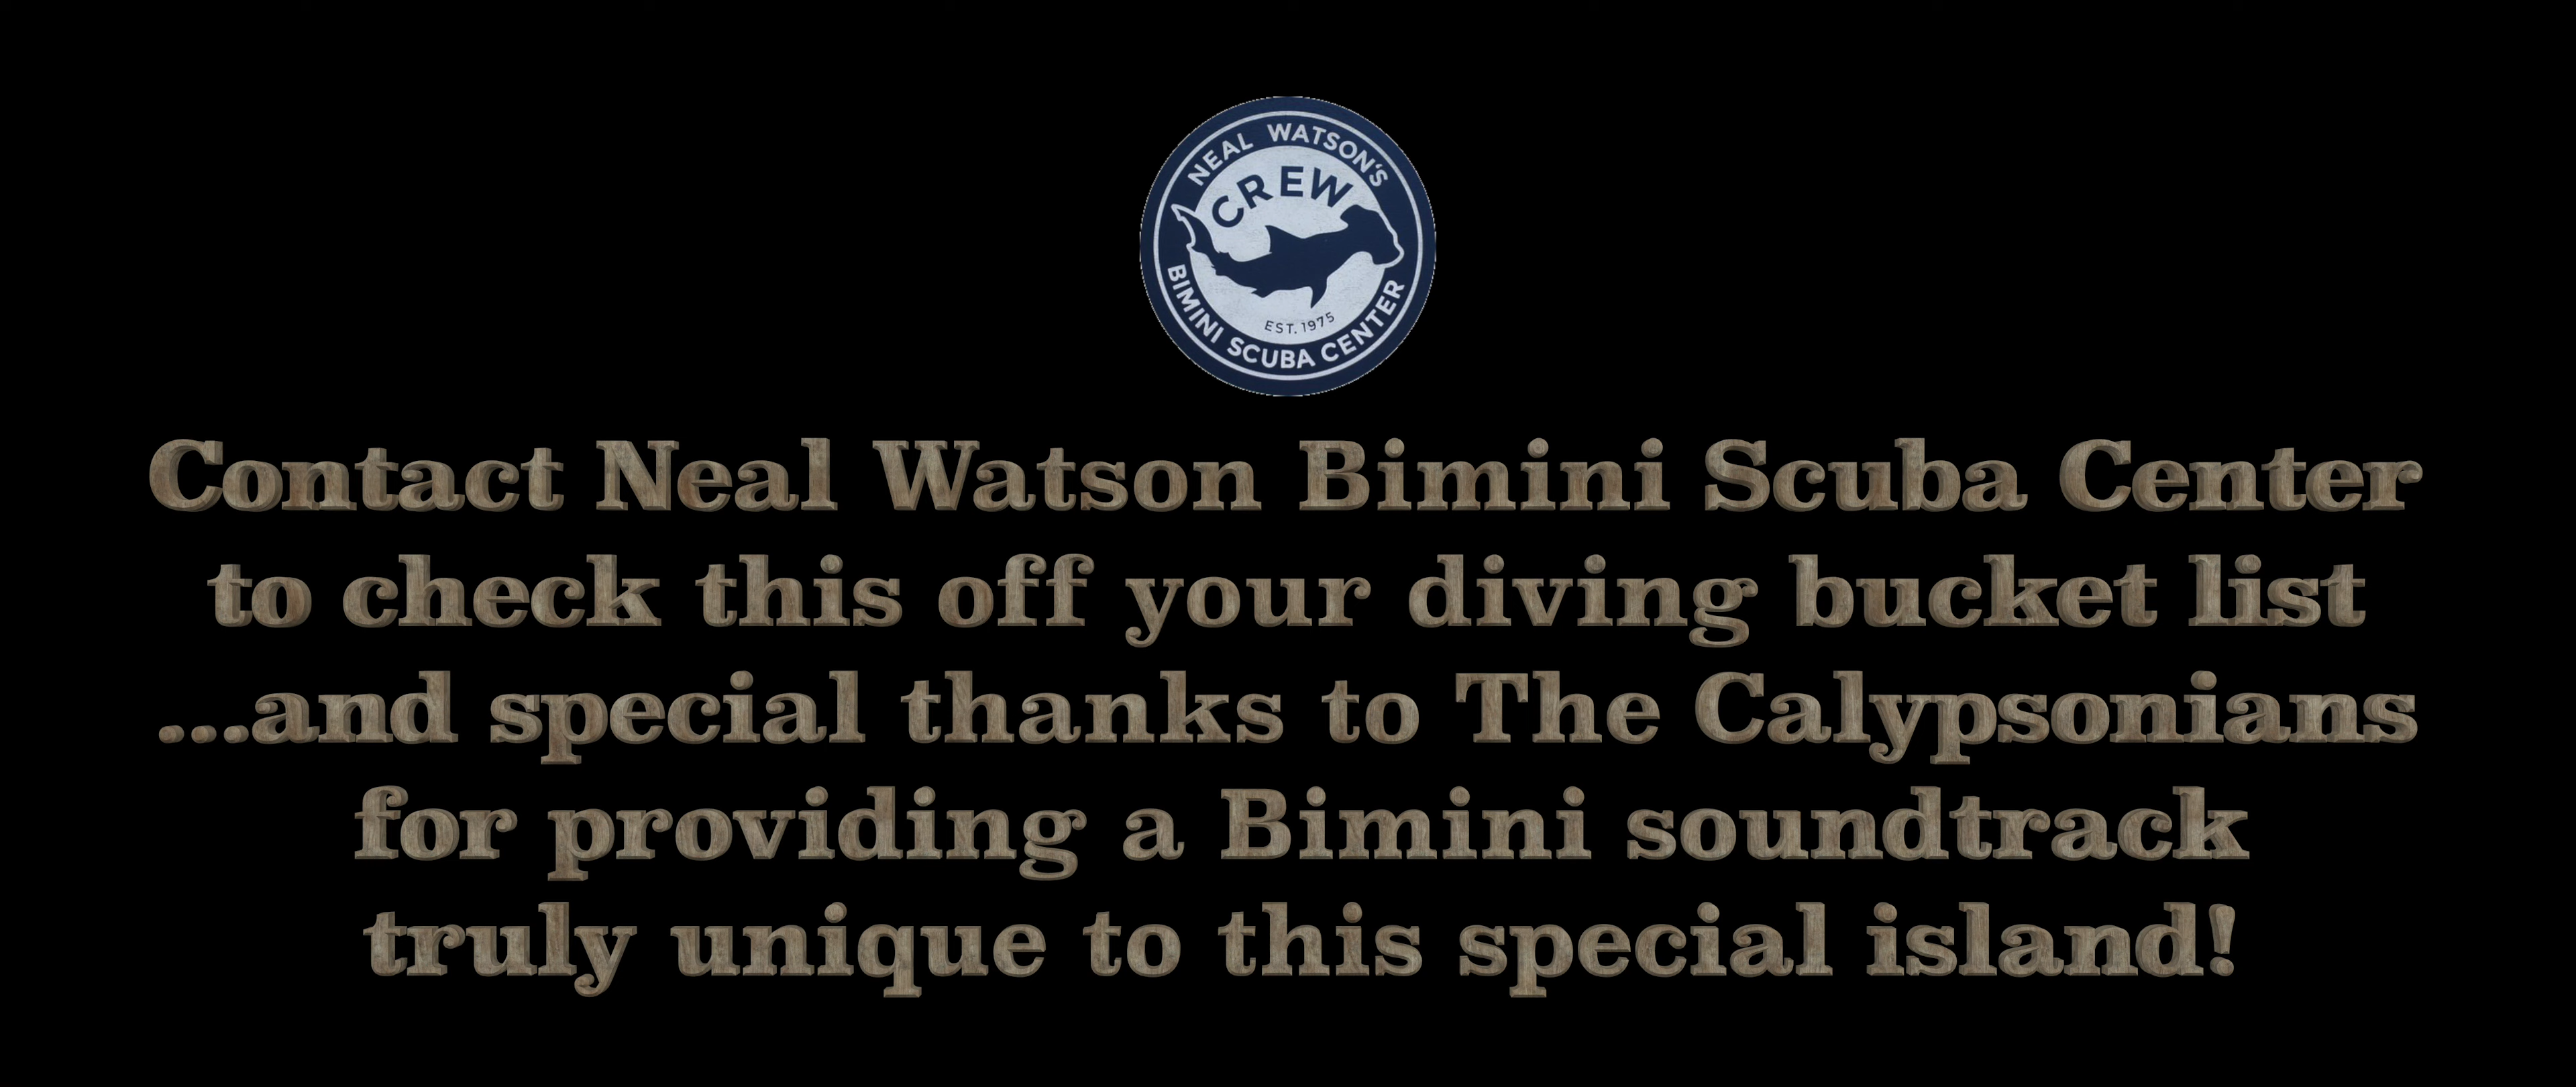 NEAL WATSON'S
CREW
EST. 1975
BIMINI SCUBA CENTER
Contact Neal Watson Bimini Scuba Center
to check this off your diving bucket list
...and special thanks to The Calypsonians
for providing a Bimini soundtrack
truly unique to this special island!